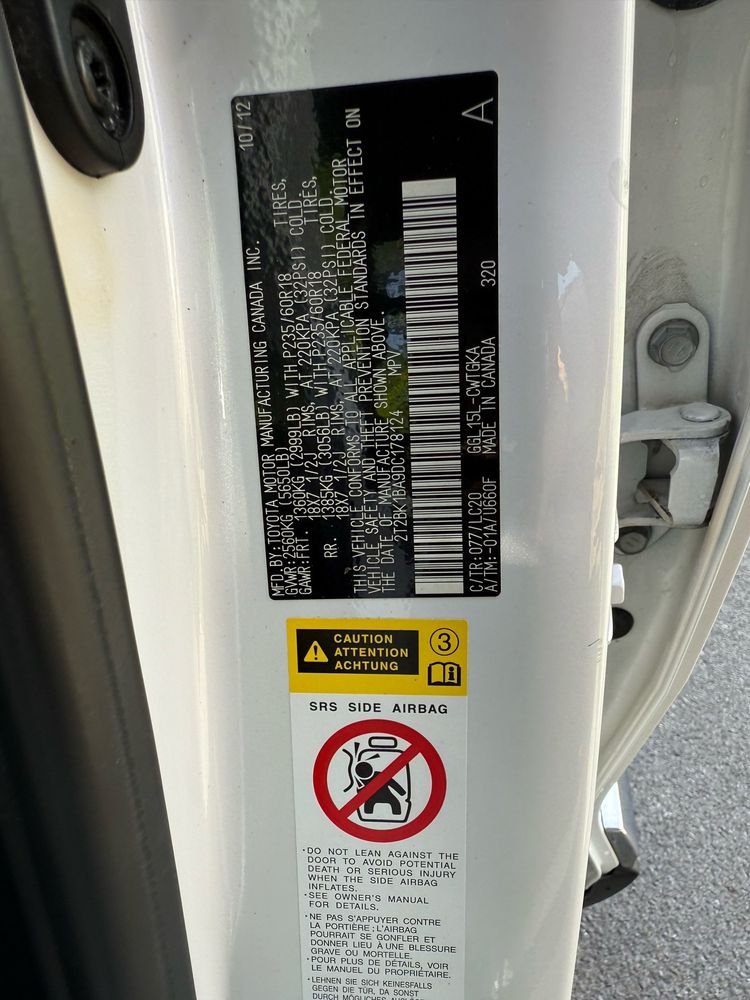 MFD.BY:TOYOTA MOTOR MANUFACTURING CANADA INC. 10/12
GVWR:2560KG (5650LB)
GAWR:FRT. 1360KG (2999LB) WITH P235/60R18 TIRES,
18X7 1/2J RIMS, AT 220KPA (32PSI) COLD.
RR. 1385KG (3056LB) WITH P235/60R18 TIRES,
18X7 1/2J RIMS, AT 220KPA (32PSI) COLD.
THIS VEHICLE CONFORMS TO ALL APPLICABLE FEDERAL MOTOR
VEHICLE SAFETY AND THEFT PREVENTION STANDARDS IN EFFECT ON
THE DATE OF MANUFACTURE SHOWN ABOVE.
2T2BK1BA9DC178124 MPV
C/TR:077/LC20 GGL15L-CWTGKA 320 A
A/TM:-01A/U660F MADE IN CANADA
CAUTION
ATTENTION
ACHTUNG
3
SRS SIDE AIRBAG
·DO NOT LEAN AGAINST THE
DOOR TO AVOID POTENTIAL
DEATH OR SERIOUS INJURY
WHEN THE SIDE AIRBAG
INFLATES.
·SEE OWNER'S MANUAL
FOR DETAILS.
·NE PAS S'APPUYER CONTRE
LA PORTIÈRE ; L'AIRBAG
POURRAIT SE GONFLER ET
DONNER LIEU À UNE BLESSURE
GRAVE OU MORTELLE.
·POUR PLUS DE DÉTAILS, VOIR
LE MANUEL DU PROPRIÉTAIRE.
·LEHNEN SIE SICH KEINESFALLS
GEGEN DIE TÜR, DA SONST
DURCH MÖGLICHES